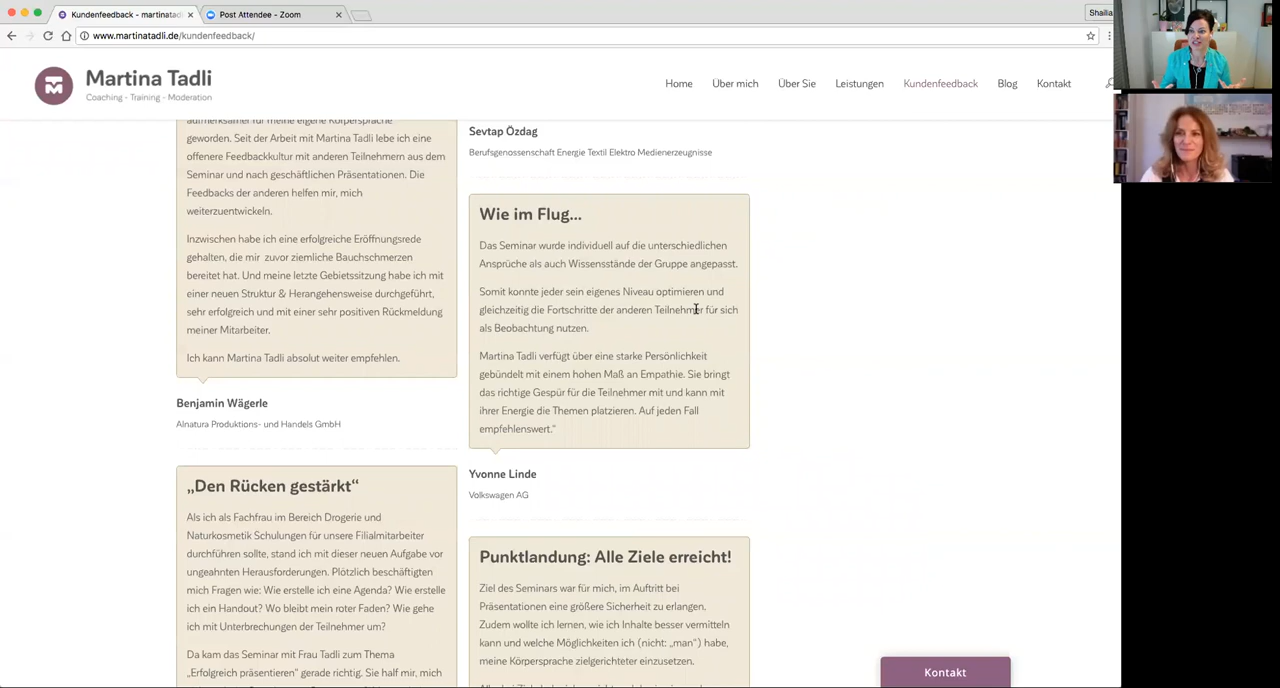 Kundenfeedback - martinatad
Post Attendee - Zoom
Shailia
www.martinatadli.de/kundenfeedback/
Martina Tadli
Coaching - Training - Moderation
Home
Über mich
Über Sie
Leistungen
Kundenfeedback
Blog
Kontakt
aufmerksamer für meine eigene Körpersprache
geworden. Seit der Arbeit mit Martina Tadli lebe ich eine
offenere Feedbackkultur mit anderen Teilnehmern aus dem
Seminar und nach geschäftlichen Präsentationen. Die
Feedbacks der anderen helfen mir, mich
weiterzuentwickeln.
Inzwischen habe ich eine erfolgreiche Eröffnungsrede
gehalten, die mir zuvor ziemliche Bauchschmerzen
bereitet hat. Und meine letzte Gebietssitzung habe ich mit
einer neuen Struktur & Herangehensweise durchgeführt,
sehr erfolgreich und mit einer sehr positiven Rückmeldung
meiner Mitarbeiter.
Ich kann Martina Tadli absolut weiter empfehlen.
Benjamin Wägerle
Alnatura Produktions- und Handels GmbH
„Den Rücken gestärkt“
Als ich als Fachfrau im Bereich Drogerie und
Naturkosmetik Schulungen für unsere Filialmitarbeiter
durchführen sollte, stand ich mit dieser neuen Aufgabe vor
ungeahnten Herausforderungen. Plötzlich beschäftigten
mich Fragen wie: Wie erstelle ich eine Agenda? Wie erstelle
ich ein Handout? Wo bleibt mein roter Faden? Wie gehe
ich mit Unterbrechungen der Teilnehmer um?
Da kam das Seminar mit Frau Tadli zum Thema
„Erfolgreich präsentieren“ gerade richtig. Sie half mir, mich
Sevtap Özdag
Berufsgenossenschaft Energie Textil Elektro Medienerzeugnisse
Wie im Flug...
Das Seminar wurde individuell auf die unterschiedlichen
Ansprüche als auch Wissensstände der Gruppe angepasst.
Somit konnte jeder sein eigenes Niveau optimieren und
gleichzeitig die Fortschritte der anderen Teilnehmer für sich
als Beobachtung nutzen.
Martina Tadli verfügt über eine starke Persönlichkeit
gebündelt mit einem hohen Maß an Empathie. Sie bringt
das richtige Gespür für die Teilnehmer mit und kann mit
ihrer Energie die Themen platzieren. Auf jeden Fall
empfehlenswert.“
Yvonne Linde
Volkswagen AG
Punktlandung: Alle Ziele erreicht!
Ziel des Seminars war für mich, im Auftritt bei
Präsentationen eine größere Sicherheit zu erlangen.
Zudem wollte ich lernen, wie ich Inhalte besser vermitteln
kann und welche Möglichkeiten ich (nicht: „man“) habe,
meine Körpersprache zielgerichteter einzusetzen.
Kontakt